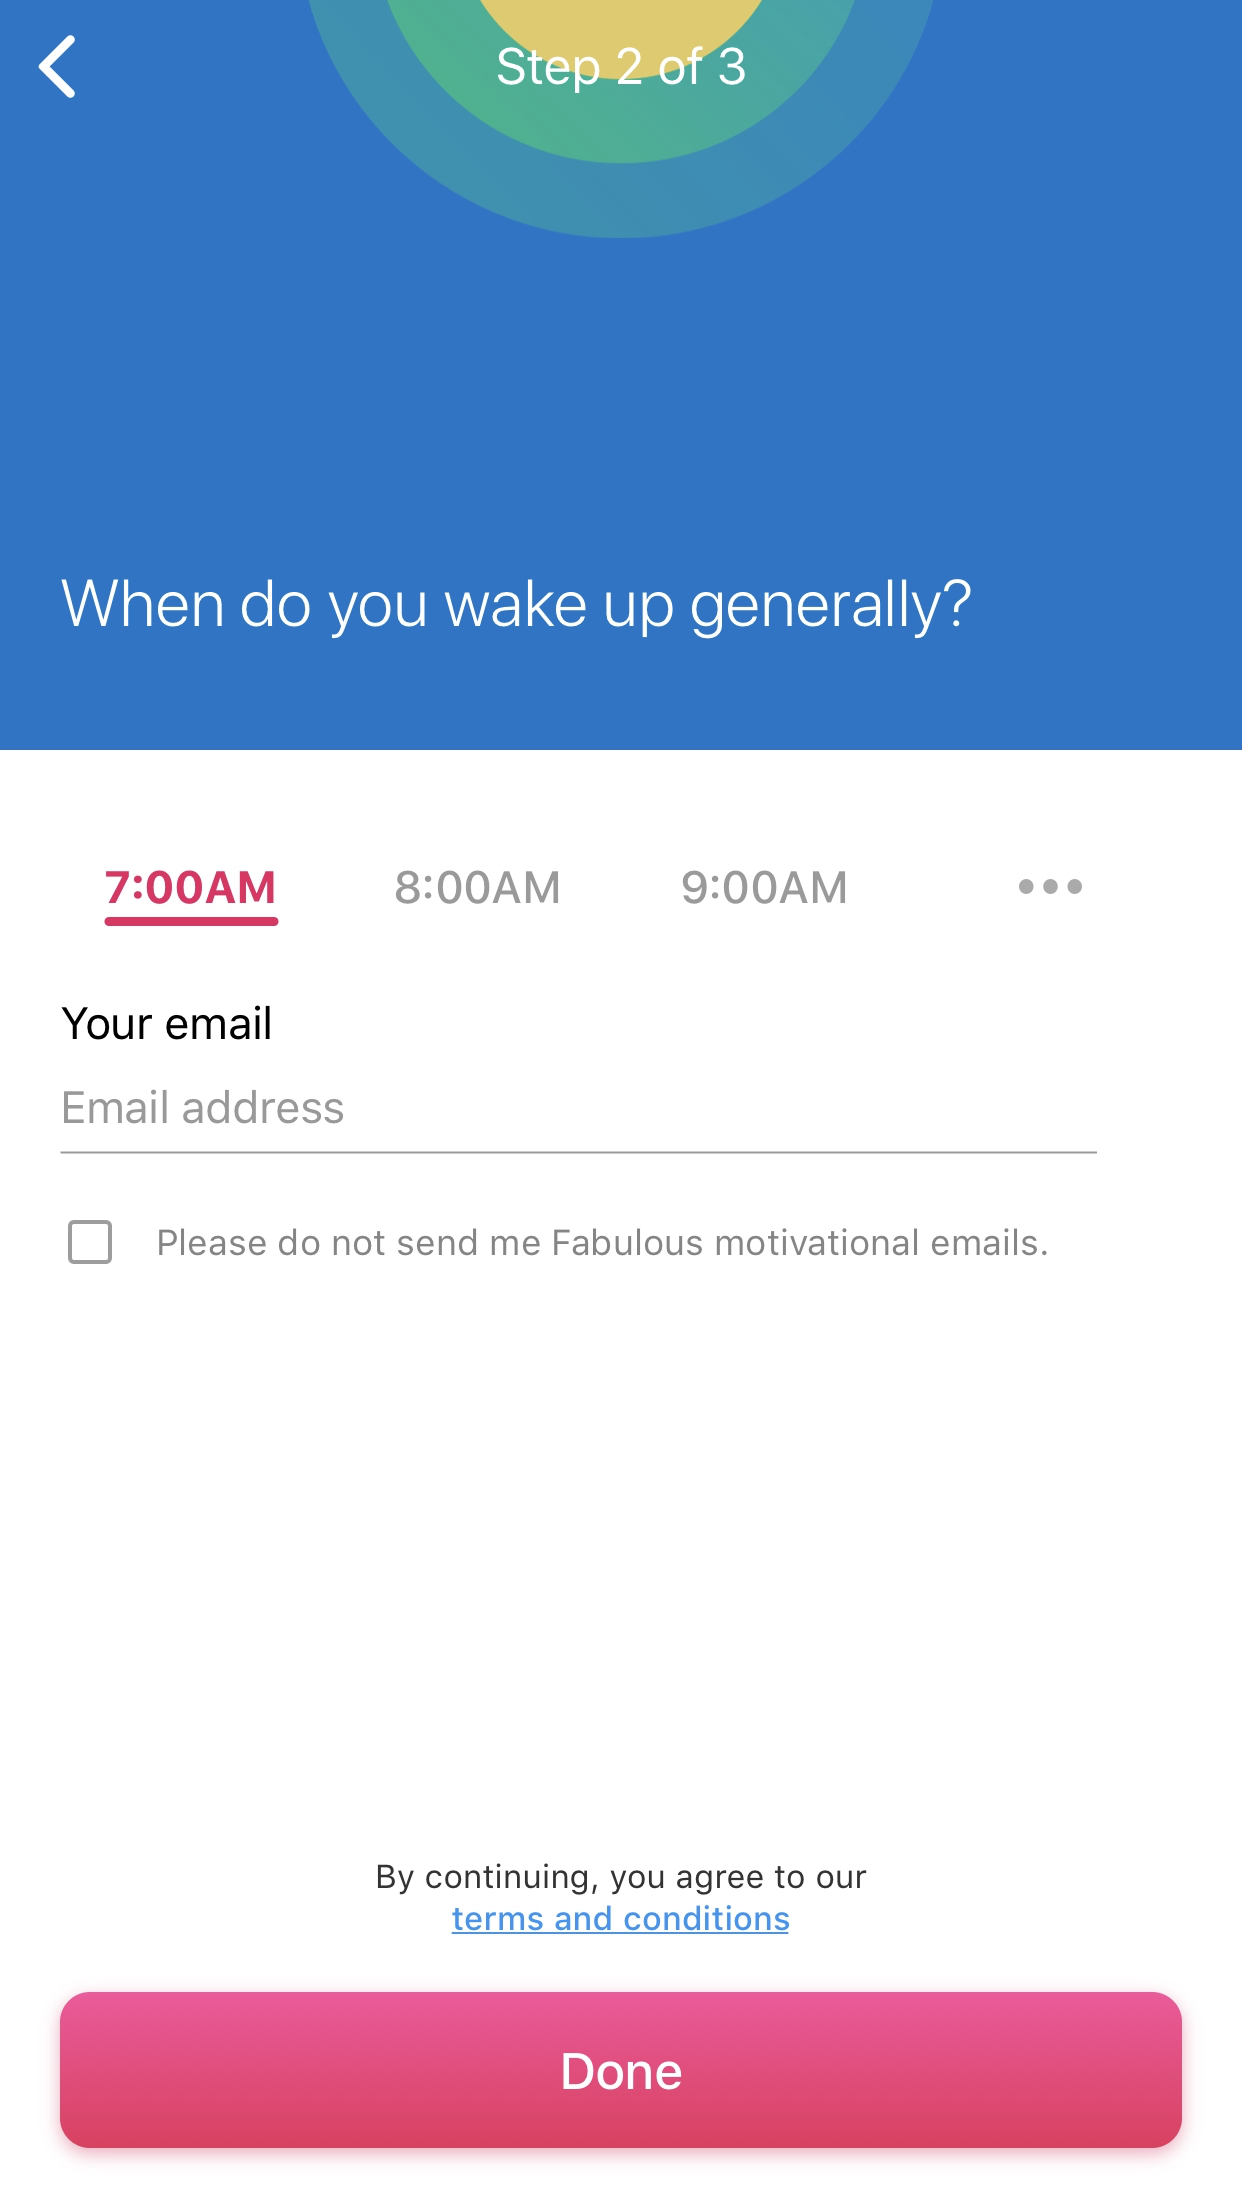 Step 2 of 3
When do you wake up generally?
7:00AM 8:00AM 9:00AM
Your email
Email address
Please do not send me Fabulous motivational emails.
By continuing, you agree to our
terms and conditions
Done